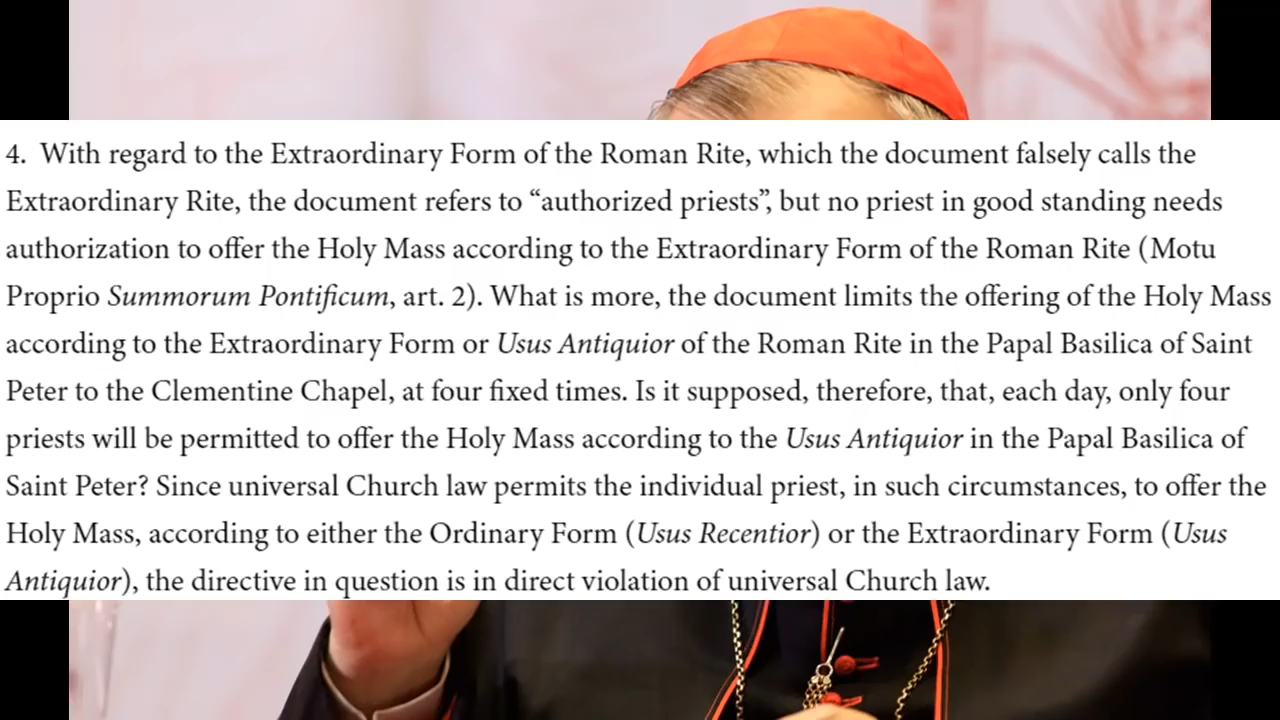 4.  With regard to the Extraordinary Form of the Roman Rite, which the document falsely calls the
Extraordinary Rite, the document refers to “authorized priests”, but no priest in good standing needs
authorization to offer the Holy Mass according to the Extraordinary Form of the Roman Rite (Motu
Proprio Summorum Pontificum, art. 2). What is more, the document limits the offering of the Holy Mass
according to the Extraordinary Form or Usus Antiquior of the Roman Rite in the Papal Basilica of Saint
Peter to the Clementine Chapel, at four fixed times. Is it supposed, therefore, that, each day, only four
priests will be permitted to offer the Holy Mass according to the Usus Antiquior in the Papal Basilica of
Saint Peter? Since universal Church law permits the individual priest, in such circumstances, to offer the
Holy Mass, according to either the Ordinary Form (Usus Recentior) or the Extraordinary Form (Usus
Antiquior), the directive in question is in direct violation of universal Church law.